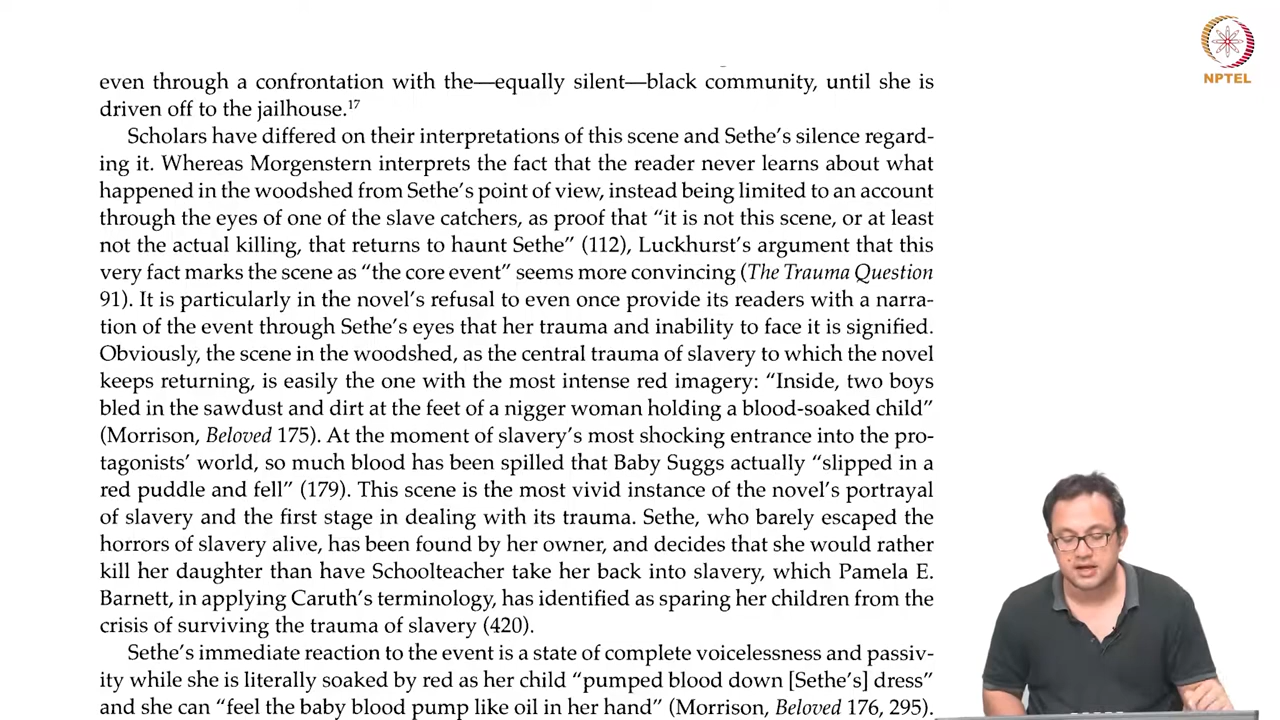 NPTEL
even through a confrontation with the—equally silent—black community, until she is
driven off to the jailhouse.17
Scholars have differed on their interpretations of this scene and Sethe’s silence regard-
ing it. Whereas Morgenstern interprets the fact that the reader never learns about what
happened in the woodshed from Sethe’s point of view, instead being limited to an account
through the eyes of one of the slave catchers, as proof that “it is not this scene, or at least
not the actual killing, that returns to haunt Sethe” (112), Luckhurst’s argument that this
very fact marks the scene as “the core event” seems more convincing (The Trauma Question
91). It is particularly in the novel’s refusal to even once provide its readers with a narra-
tion of the event through Sethe’s eyes that her trauma and inability to face it is signified.
Obviously, the scene in the woodshed, as the central trauma of slavery to which the novel
keeps returning, is easily the one with the most intense red imagery: “Inside, two boys
bled in the sawdust and dirt at the feet of a nigger woman holding a blood-soaked child”
(Morrison, Beloved 175). At the moment of slavery’s most shocking entrance into the pro-
tagonists’ world, so much blood has been spilled that Baby Suggs actually “slipped in a
red puddle and fell” (179). This scene is the most vivid instance of the novel’s portrayal
of slavery and the first stage in dealing with its trauma. Sethe, who barely escaped the
horrors of slavery alive, has been found by her owner, and decides that she would rather
kill her daughter than have Schoolteacher take her back into slavery, which Pamela E.
Barnett, in applying Caruth’s terminology, has identified as sparing her children from the
crisis of surviving the trauma of slavery (420).
Sethe’s immediate reaction to the event is a state of complete voicelessness and passiv-
ity while she is literally soaked by red as her child “pumped blood down [Sethe’s] dress”
and she can “feel the baby blood pump like oil in her hand” (Morrison, Beloved 176, 295).